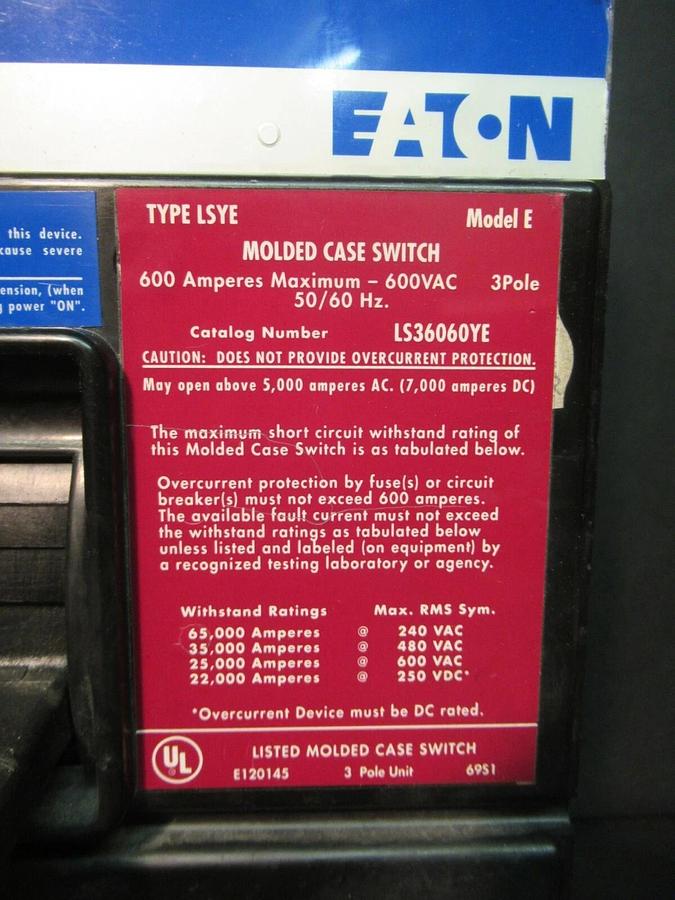 EATON
this device.
cause severe
(when
power "ON".
TYPE LSYE Model E
MOLDED CASE SWITCH
600 Amperes Maximum – 600VAC 3Pole
50/60 Hz.
Catalog Number LS36060YE
CAUTION: DOES NOT PROVIDE OVERCURRENT PROTECTION.
May open above 5,000 amperes AC. (7,000 amperes DC)
The maximum short circuit withstand rating of
this Molded Case Switch is as tabulated below.
Overcurrent protection by fuse(s) or circuit
breaker(s) must not exceed 600 amperes.
The available fault current must not exceed
the withstand ratings as tabulated below
unless listed and labeled (on equipment) by
a recognized testing laboratory or agency.
Withstand Ratings Max. RMS Sym.
65,000 Amperes @ 240 VAC
35,000 Amperes @ 480 VAC
25,000 Amperes @ 600 VAC
22,000 Amperes @ 250 VDC*
*Overcurrent Device must be DC rated.
UL® LISTED MOLDED CASE SWITCH
E120145 3 Pole Unit 69S1